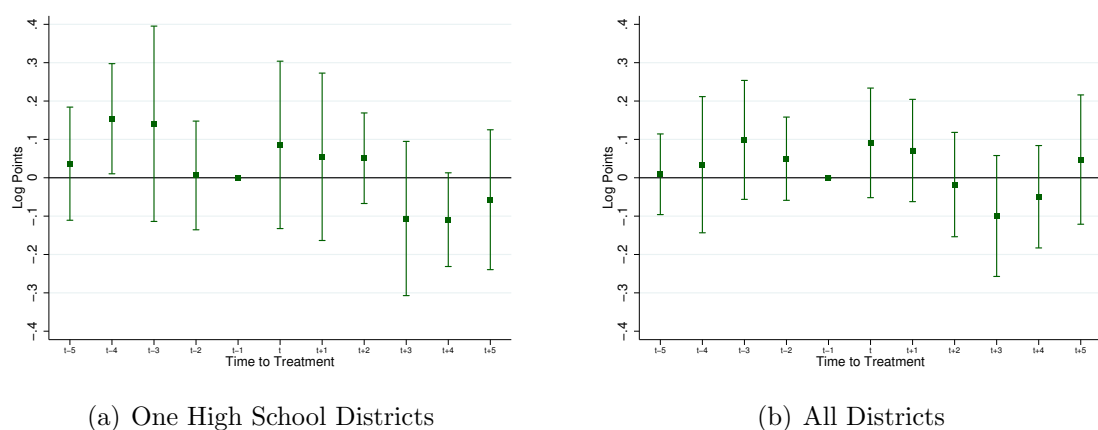 .4
.3
.2
.1
0
-.1
-.2
-.3
-.4
Log Points
t-5 t-4 t-3 t-2 t-1 t t+1 t+2 t+3 t+4 t+5
Time to Treatment
(a) One High School Districts
.4
.3
.2
.1
0
-.1
-.2
-.3
-.4
Log Points
t-5 t-4 t-3 t-2 t-1 t t+1 t+2 t+3 t+4 t+5
Time to Treatment
(b) All Districts